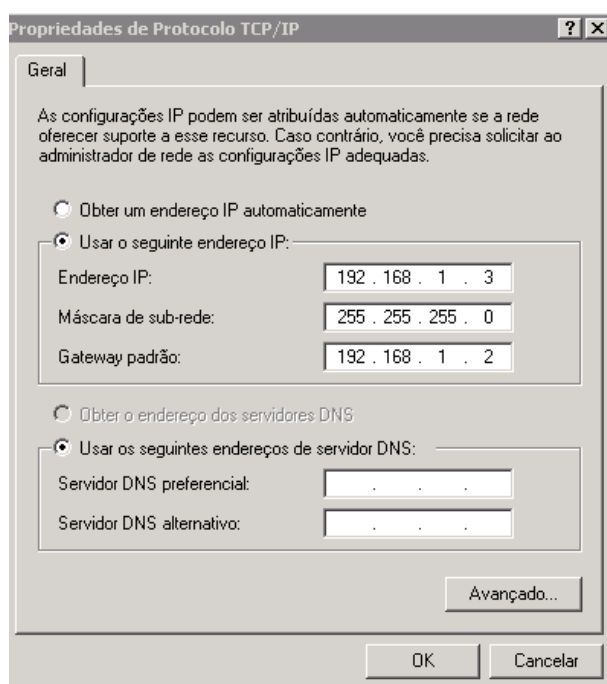 Propriedades de Protocolo TCP/IP
Geral
As configurações IP podem ser atribuídas automaticamente se a rede
oferecer suporte a esse recurso. Caso contrário, você precisa solicitar ao
administrador de rede as configurações IP adequadas.
Obter um endereço IP automaticamente
Usar o seguinte endereço IP:
Endereço IP: 192 . 168 . 1 . 3
Máscara de sub-rede: 255 . 255 . 255 . 0
Gateway padrão: 192 . 168 . 1 . 2
Obter o endereço dos servidores DNS
Usar os seguintes endereços de servidor DNS:
Servidor DNS preferencial: . . .
Servidor DNS alternativo: . . .
Avançado...
OK Cancelar